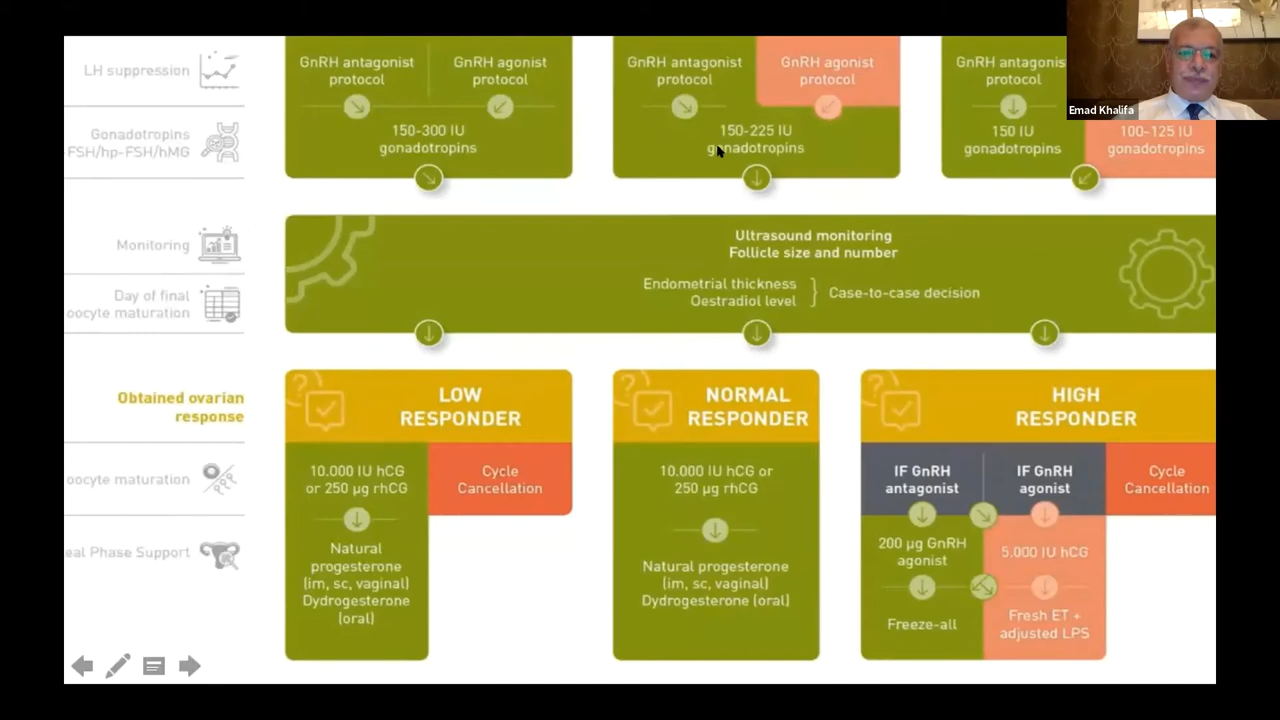 LH suppression
GnRH antagonist
protocol
GnRH agonist
protocol
GnRH antagonist
protocol
GnRH agonist
protocol
GnRH antagonist
protocol
Emad Khalifa
Gonadotropins
FSH/hp-FSH/hMG
150-300 IU
gonadotropins
150-225 IU
gonadotropins
150 IU
gonadotropins
100-125 IU
gonadotropins
Monitoring
Ultrasound monitoring
Follicle size and number
Day of final
oocyte maturation
Endometrial thickness
Oestradiol level
Case-to-case decision
Obtained ovarian
response
LOW
RESPONDER
NORMAL
RESPONDER
HIGH
RESPONDER
oocyte maturation
10.000 IU hCG
or 250 µg rhCG
Cycle
Cancellation
10.000 IU hCG or
250 µg rhCG
IF GnRH
antagonist
IF GnRH
agonist
Cycle
Cancellation
eal Phase Support
Natural
progesterone
(im, sc, vaginal)
Dydrogesterone
(oral)
Natural progesterone
(im, sc, vaginal)
Dydrogesterone (oral)
200 µg GnRH
agonist
5.000 IU hCG
Freeze-all
Fresh ET +
adjusted LPS